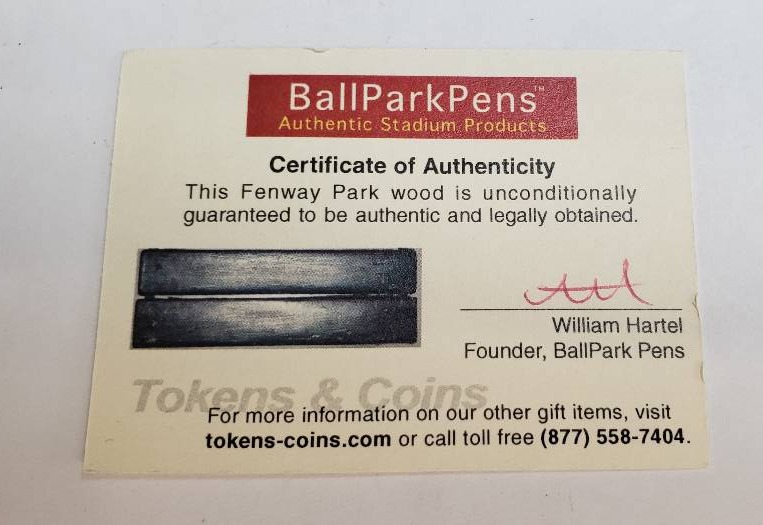 BallParkPens™
Authentic Stadium Products
Certificate of Authenticity
This Fenway Park wood is unconditionally
guaranteed to be authentic and legally obtained.
William Hartel
Founder, BallPark Pens
Tokens & Coins
For more information on our other gift items, visit
tokens-coins.com or call toll free (877) 558-7404.